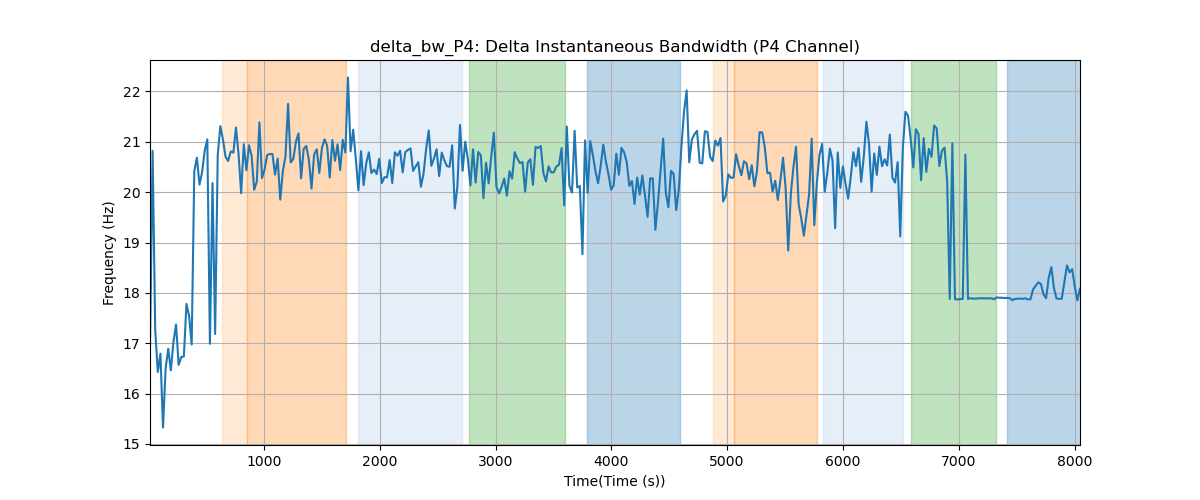 delta_bw_P4: Delta Instantaneous Bandwidth (P4 Channel)
Frequency (Hz)
22
21
20
19
18
17
16
15
1000 2000 3000 4000 5000 6000 7000 8000
Time(Time (s))